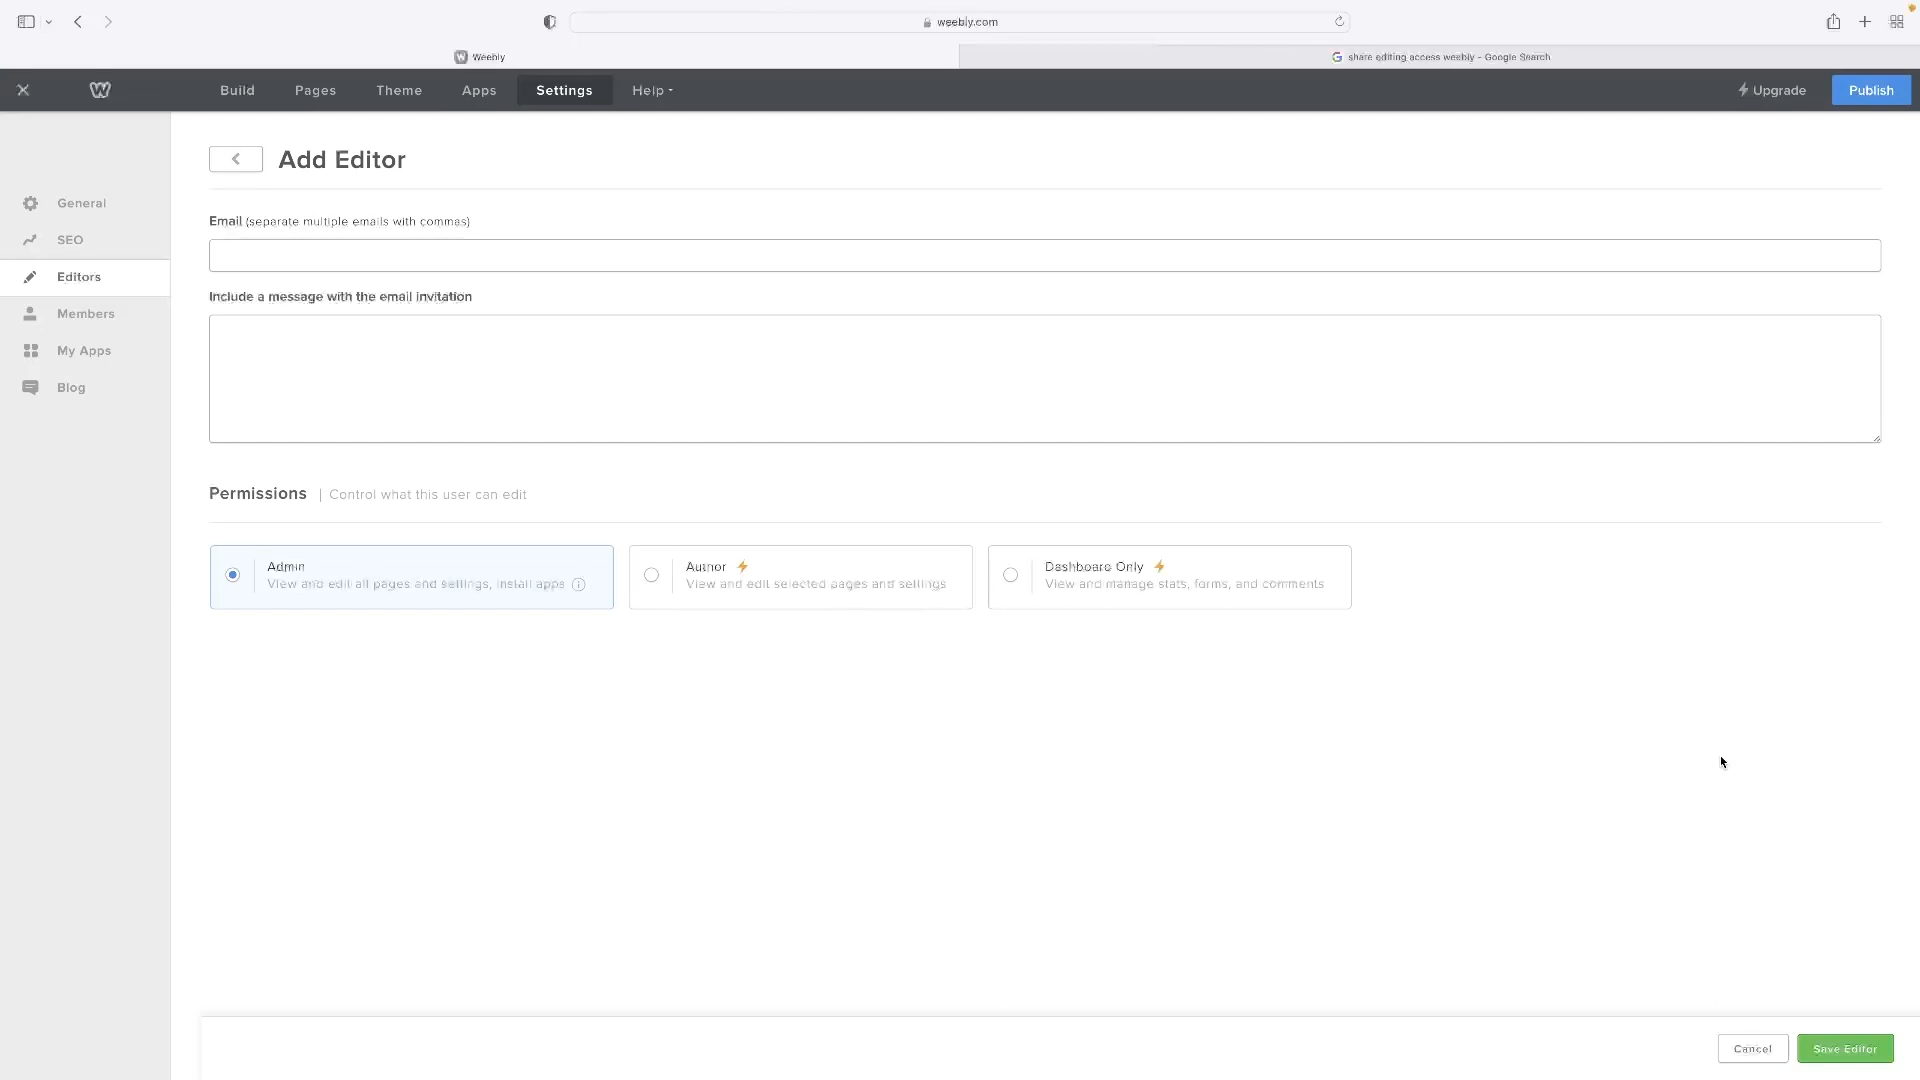 weebly.com
Weebly
share editing access weebly - Google Search
Build Pages Theme Apps Settings Help Upgrade Publish
Add Editor
General
SEO
Editors
Members
My Apps
Blog
Email (separate multiple emails with commas)
Include a message with the email invitation
Permissions | Control what this user can edit
Admin
View and edit all pages and settings, install apps
Author
View and edit selected pages and settings
Dashboard Only
View and manage stats, forms, and comments
Cancel Save Editor